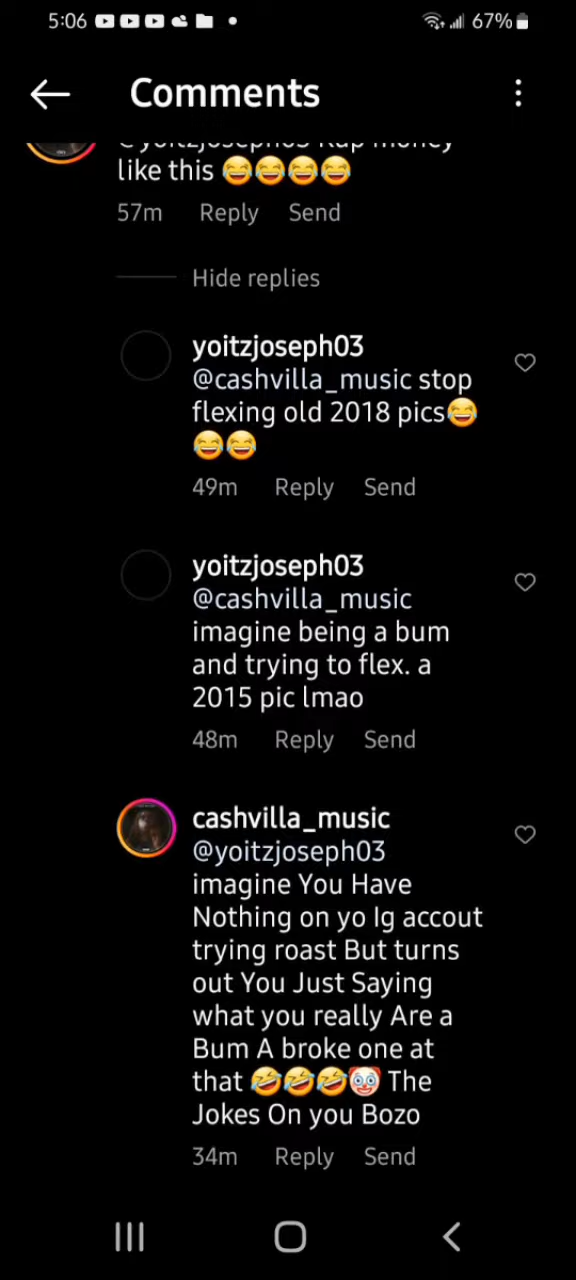 5:06
67%
Comments
like this 😂😂😂😂
57m Reply Send
Hide replies
yoitzjoseph03
@cashvilla_music stop
flexing old 2018 pics😂
😂😂
49m Reply Send
yoitzjoseph03
@cashvilla_music
imagine being a bum
and trying to flex. a
2015 pic lmao
48m Reply Send
cashvilla_music
@yoitzjoseph03
imagine You Have
Nothing on yo Ig accout
trying roast But turns
out You Just Saying
what you really Are a
Bum A broke one at
that 🤣🤣🤣🤡 The
Jokes On you Bozo
34m Reply Send